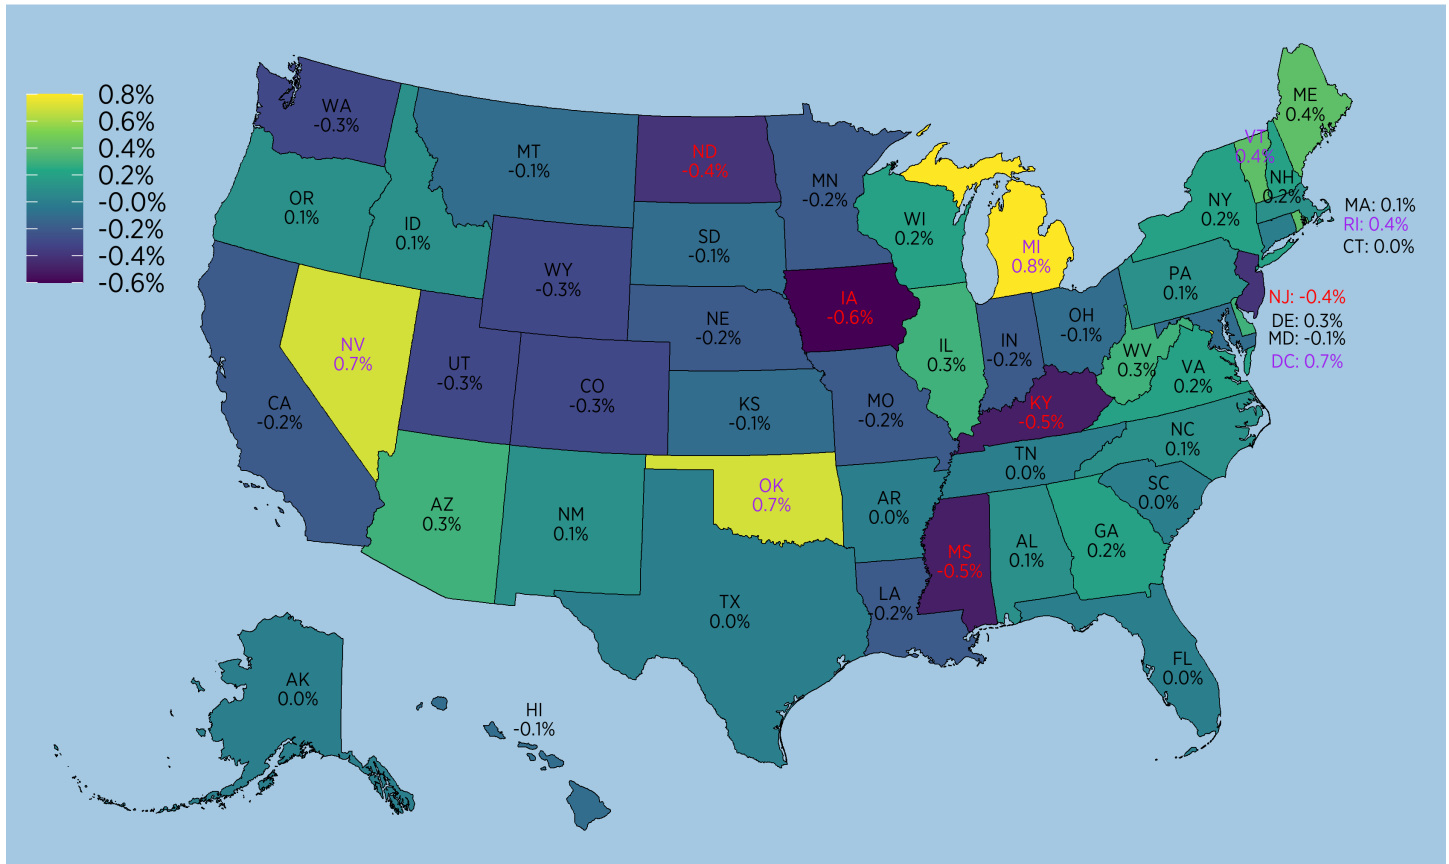 0.8%
0.6%
0.4%
0.2%
-0.0%
-0.2%
-0.4%
-0.6%
WA
-0.3%
OR
0.1%
ID
0.1%
MT
-0.1%
ND
-0.4%
MN
-0.2%
SD
-0.1%
WY
-0.3%
WI
0.2%
MI
0.8%
ME
0.4%
VT
0.4%
NH
0.2%
NY
0.2%
MA: 0.1%
RI: 0.4%
CT: 0.0%
PA
0.1%
NJ: -0.4%
DE: 0.3%
MD: -0.1%
DC: 0.7%
NV
0.7%
UT
-0.3%
CO
-0.3%
NE
-0.2%
IA
-0.6%
IL
0.3%
IN
-0.2%
OH
-0.1%
WV
0.3%
VA
0.2%
CA
-0.2%
KS
-0.1%
MO
-0.2%
KY
-0.5%
TN
0.0%
NC
0.1%
SC
0.0%
AZ
0.3%
NM
0.1%
OK
0.7%
AR
0.0%
MS
-0.5%
AL
0.1%
GA
0.2%
TX
0.0%
LA
-0.2%
FL
0.0%
AK
0.0%
HI
-0.1%